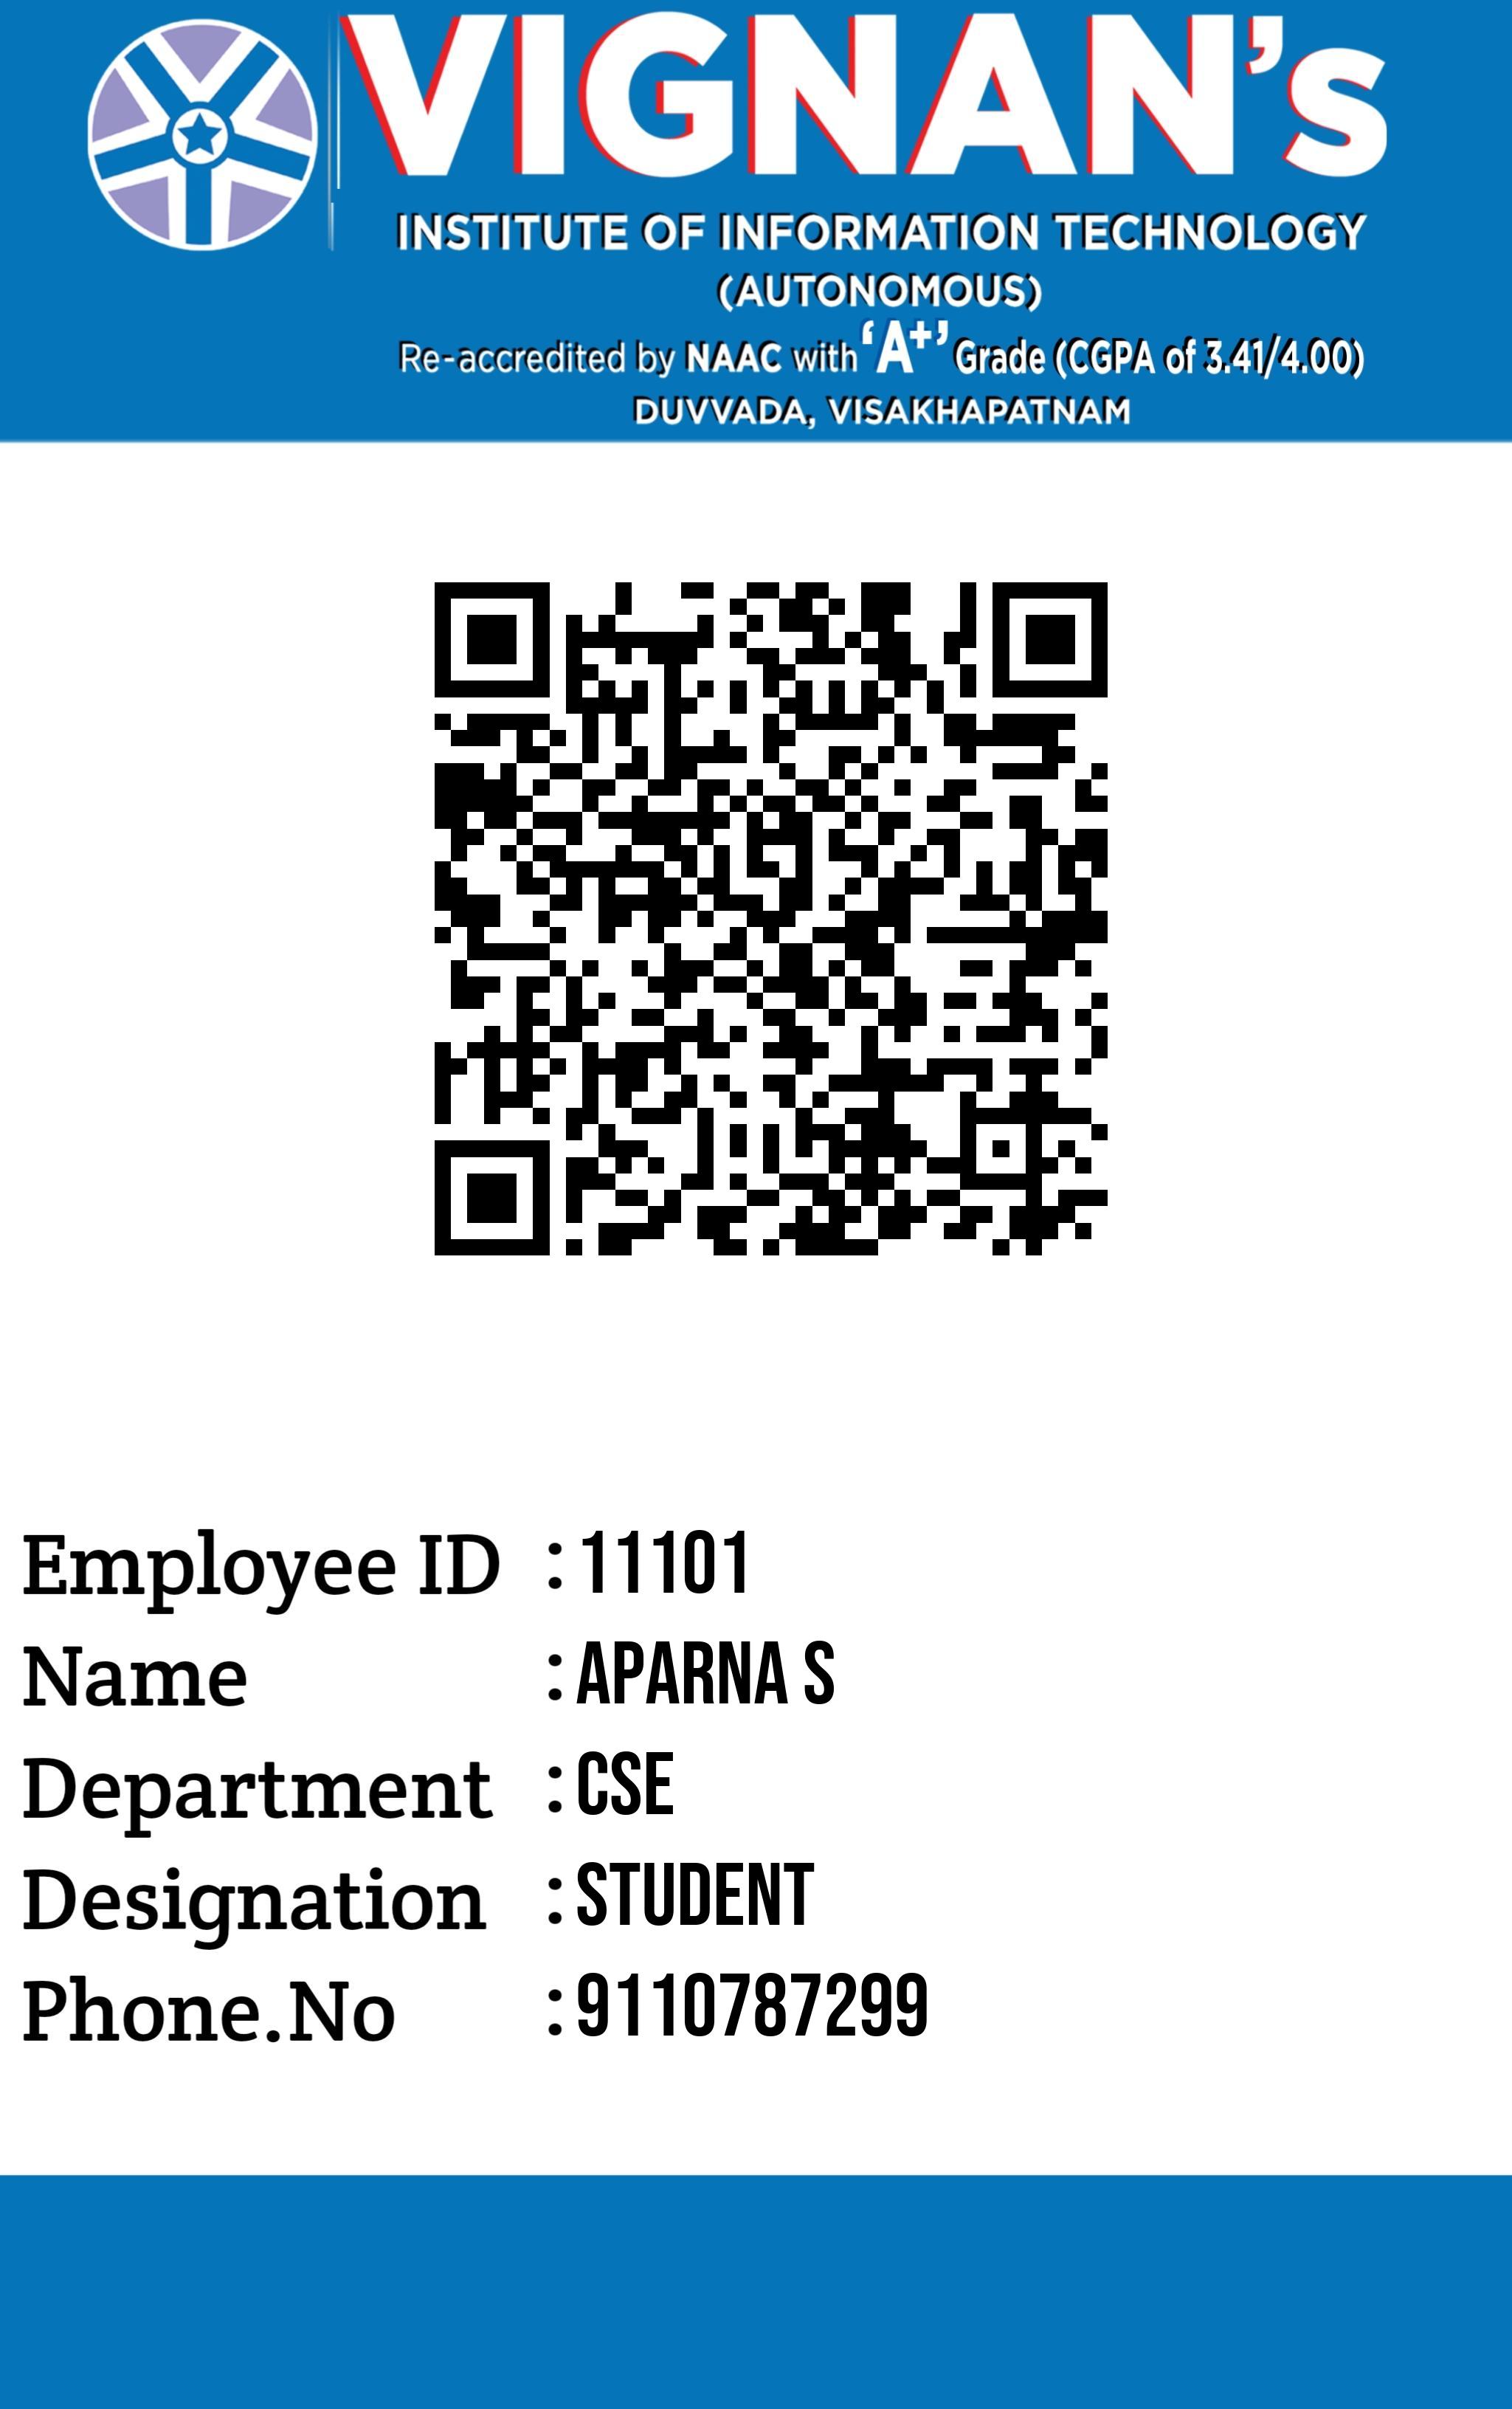 VIGNAN's
INSTITUTE OF INFORMATION TECHNOLOGY
(AUTONOMOUS)
Re-accredited by NAAC with 'A+' Grade (CGPA of 3.41/4.00)
DUVVADA, VISAKHAPATNAM
Employee ID : 11101
Name : APARNA S
Department : CSE
Designation : STUDENT
Phone.No : 9110787299